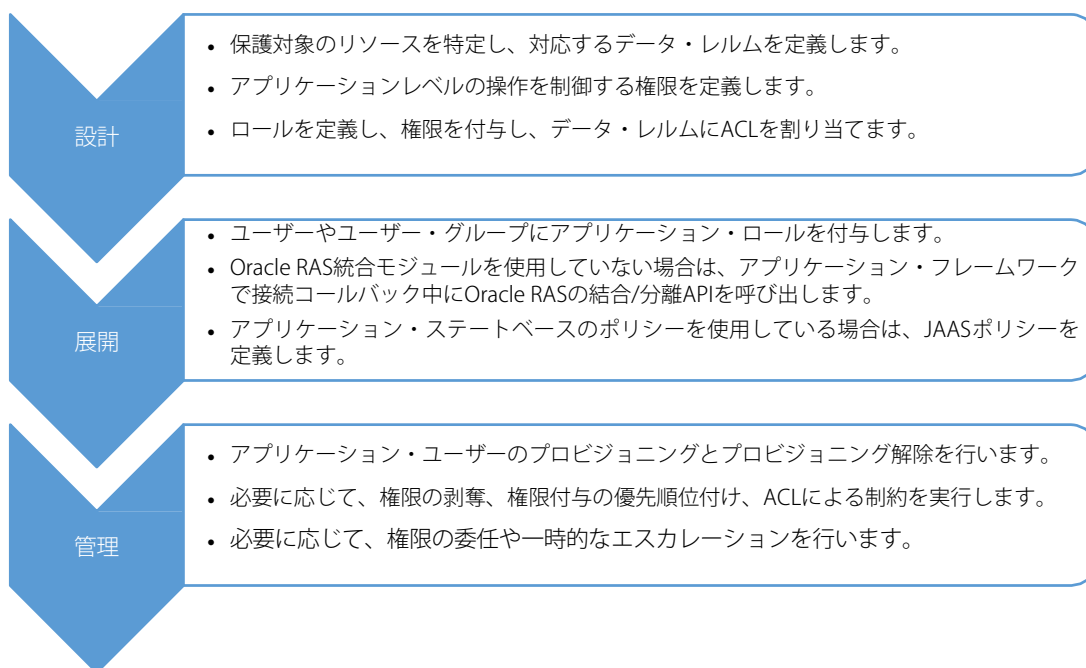 設計
• 保護対象のリソースを特定し、対応するデータ・レルムを定義します。
• アプリケーションレベルの操作を制御する権限を定義します。
• ロールを定義し、権限を付与し、データ・レルムにACLを割り当てます。
展開
• ユーザーやユーザー・グループにアプリケーション・ロールを付与します。
• Oracle RAS統合モジュールを使用していない場合は、アプリケーション・フレームワーク
で接続コールバック中にOracle RASの結合/分離APIを呼び出します。
• アプリケーション・ステートベースのポリシーを使用している場合は、JAASポリシーを
定義します。
管理
• アプリケーション・ユーザーのプロビジョニングとプロビジョニング解除を行います。
• 必要に応じて、権限の剥奪、権限付与の優先順位付け、ACLによる制約を実行します。
• 必要に応じて、権限の委任や一時的なエスカレーションを行います。